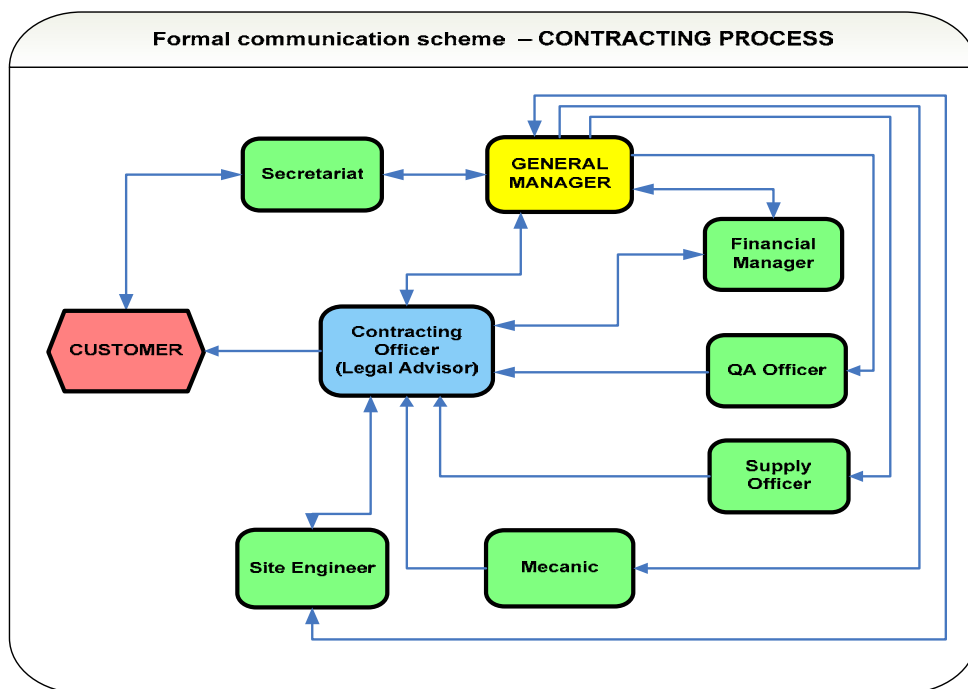 Formal communication scheme – CONTRACTING PROCESS
Secretariat
GENERAL
MANAGER
Financial
Manager
CUSTOMER
Contracting
Officer
(Legal Advisor)
QA Officer
Supply
Officer
Site Engineer
Mecanic